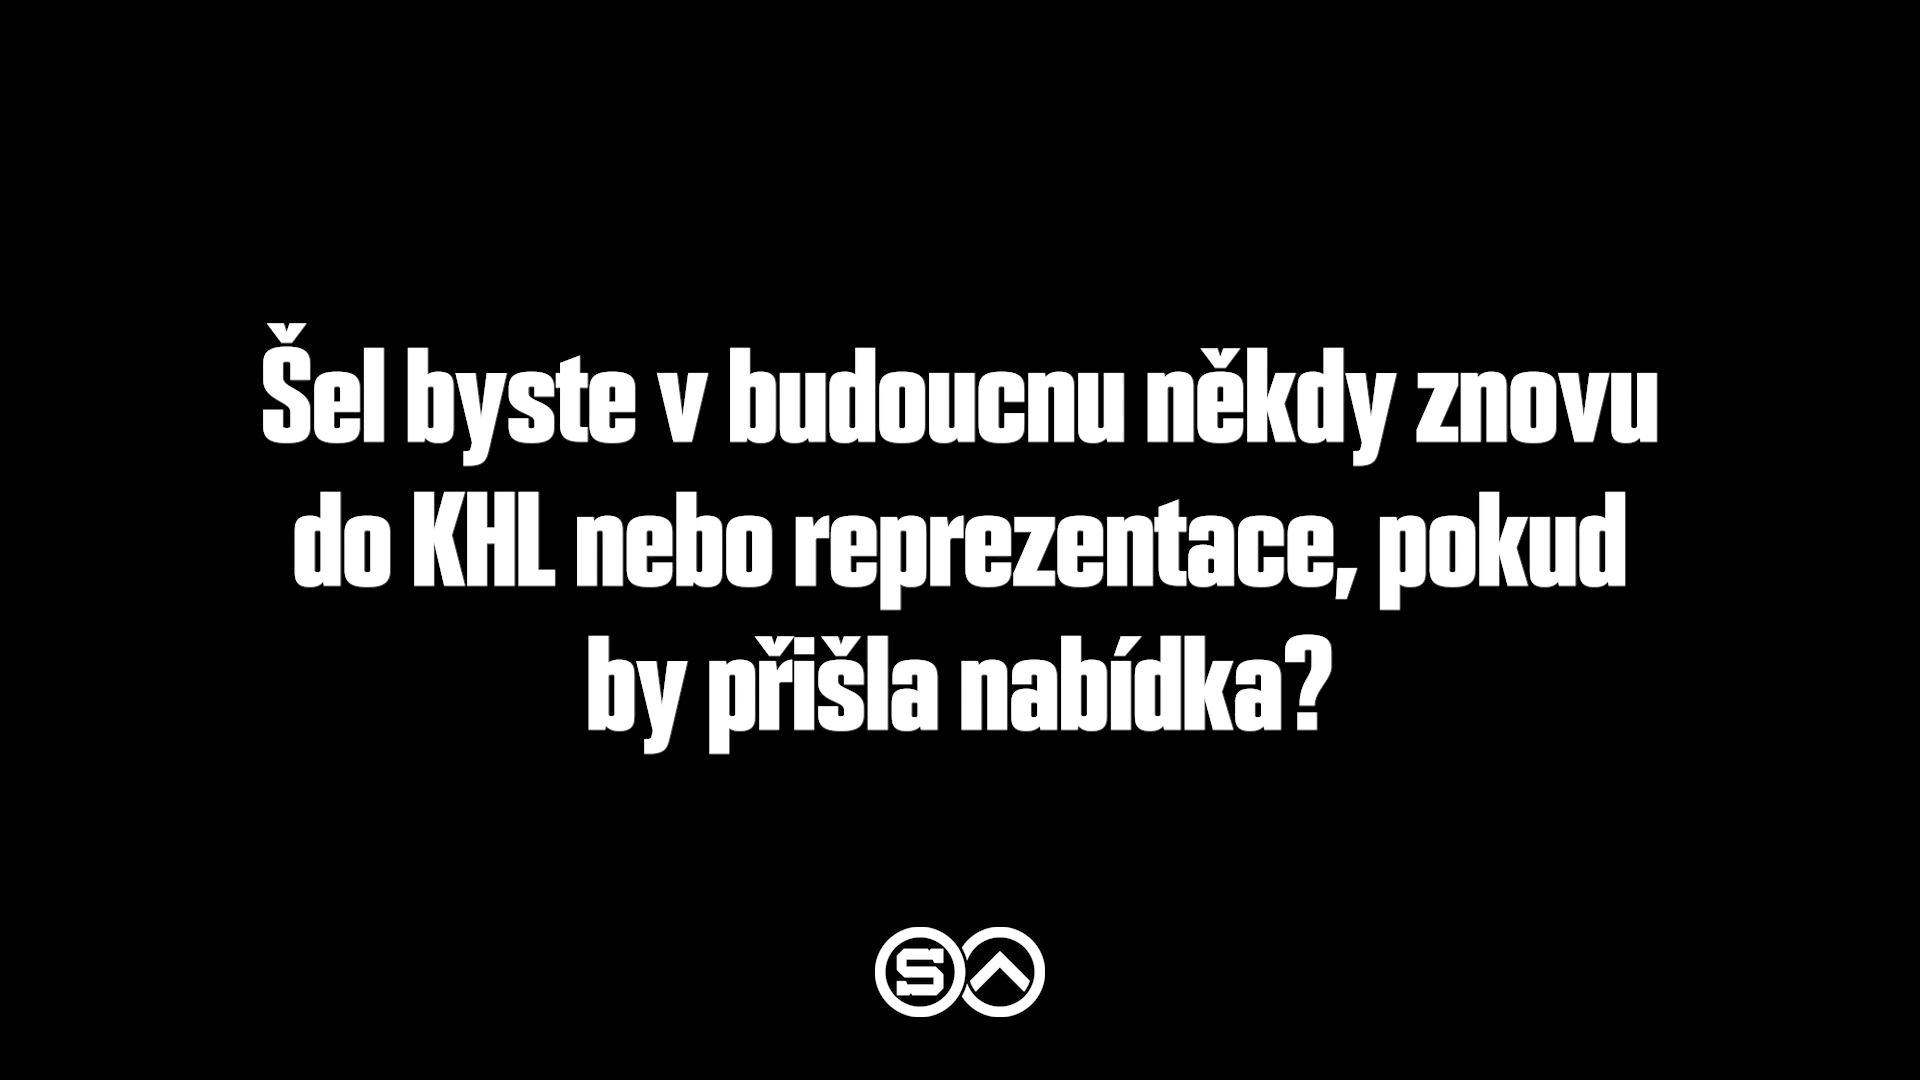 Šel byste v budoucnu někdy znovu
do KHL nebo reprezentace, pokud
by přišla nabídka?
S